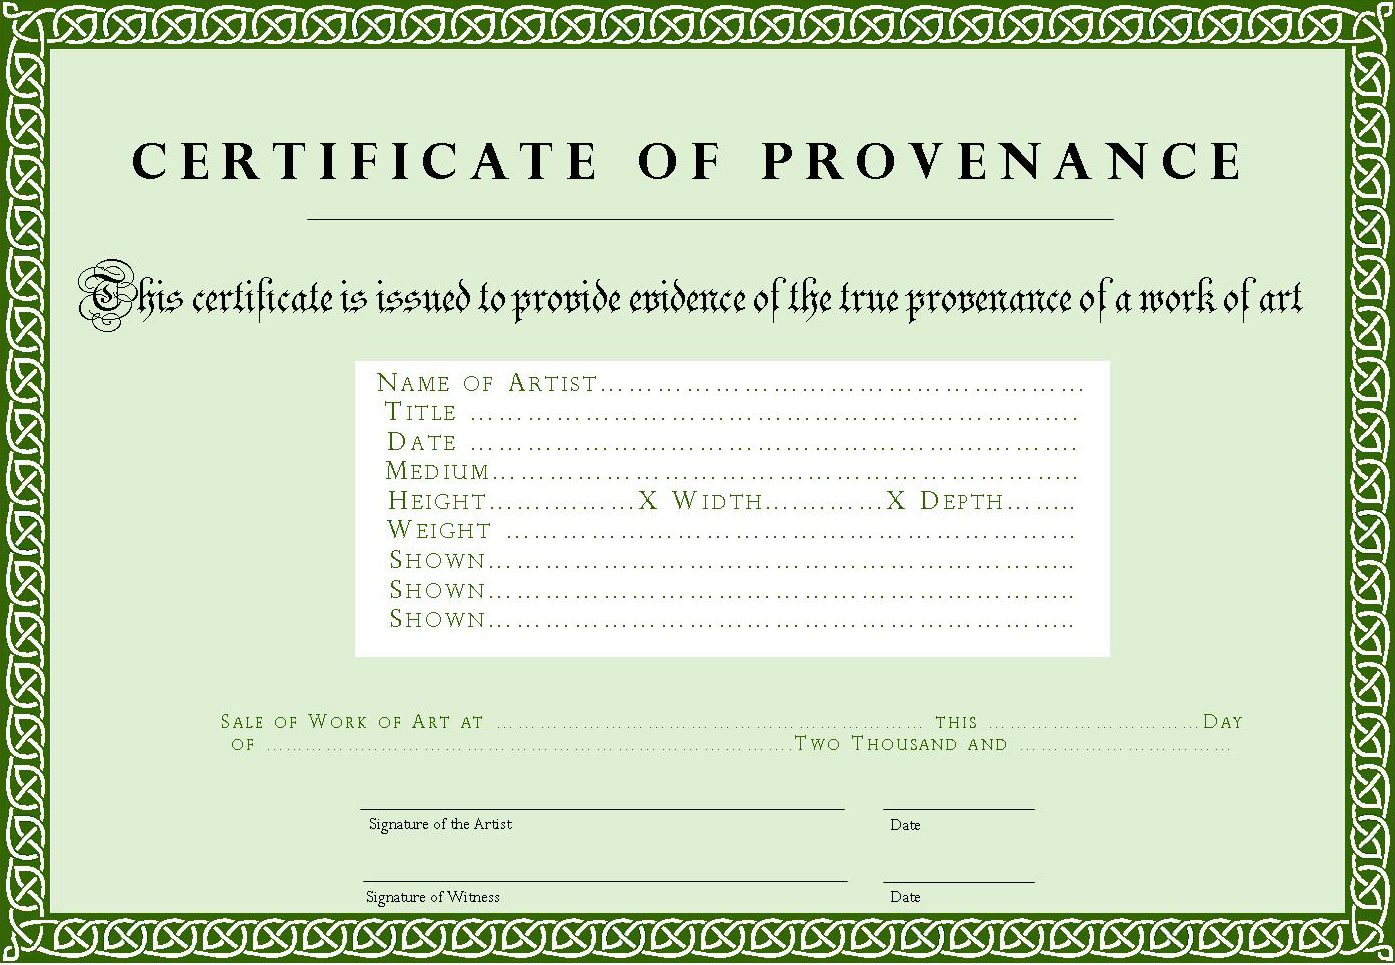 CERTIFICATE OF PROVENANCE
This certificate is issued to provide evidence of the true provenance of a work of art
NAME OF ARTIST................................................
TITLE ................................................
DATE ................................................
MEDIUM................................................
HEIGHT...............X WIDTH............X DEPTH........
WEIGHT ................................................
SHOWN................................................
SHOWN................................................
SHOWN................................................
SALE OF WORK OF ART AT ................................................ THIS ...........................DAY
OF ................................................TWO THOUSAND AND ...........................
Signature of the Artist Date
Signature of Witness Date